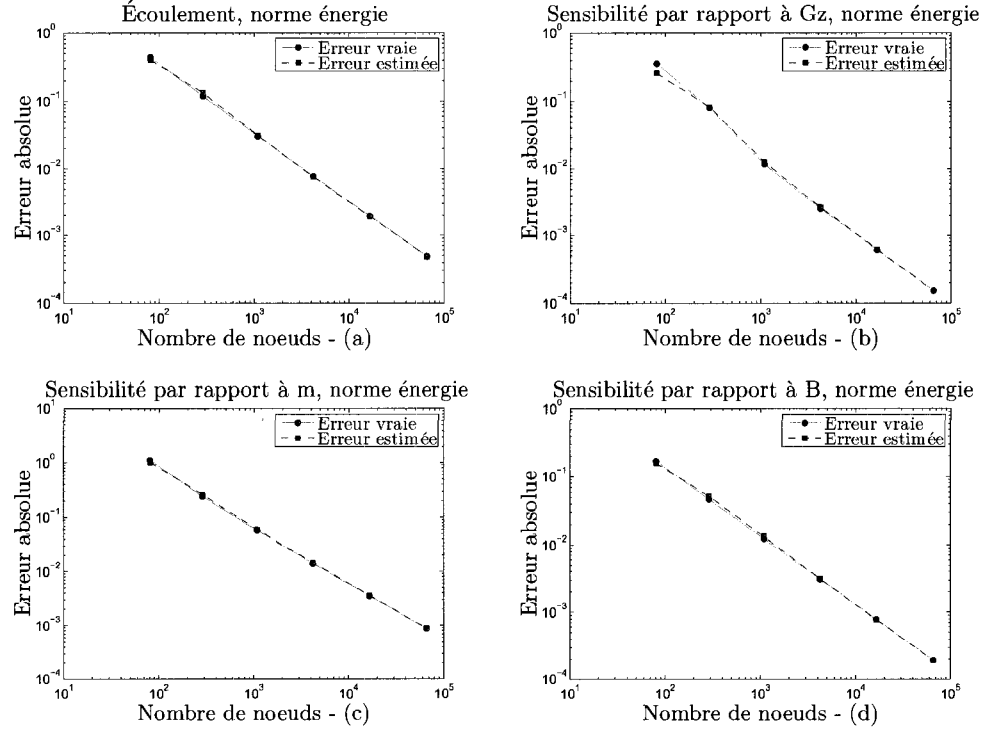 Écoulement, norme énergie
10^0
10^-1
10^-2
10^-3
10^-4
Erreur absolue
Erreur vraie
Erreur estimée
10^1 10^2 10^3 10^4 10^5
Nombre de noeuds - (a)
Sensibilité par rapport à Gz, norme énergie
10^0
10^-1
10^-2
10^-3
10^-4
Erreur absolue
Erreur vraie
Erreur estimée
10^1 10^2 10^3 10^4 10^5
Nombre de noeuds - (b)
Sensibilité par rapport à m, norme énergie
10^1
10^0
10^-1
10^-2
10^-3
10^-4
Erreur absolue
Erreur vraie
Erreur estimée
10^1 10^2 10^3 10^4 10^5
Nombre de noeuds - (c)
Sensibilité par rapport à B, norme énergie
10^0
10^-1
10^-2
10^-3
10^-4
Erreur absolue
Erreur vraie
Erreur estimée
10^1 10^2 10^3 10^4 10^5
Nombre de noeuds - (d)